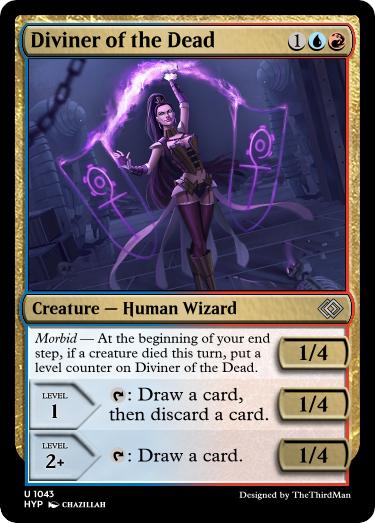 Diviner of the Dead 1
Creature — Human Wizard
Morbid — At the beginning of your end
step, if a creature died this turn, put a
level counter on Diviner of the Dead.
1/4
LEVEL
1
: Draw a card,
then discard a card.
1/4
LEVEL
2+
: Draw a card.
1/4
U 1043
HYP CHAZILLAH
Designed by TheThirdMan